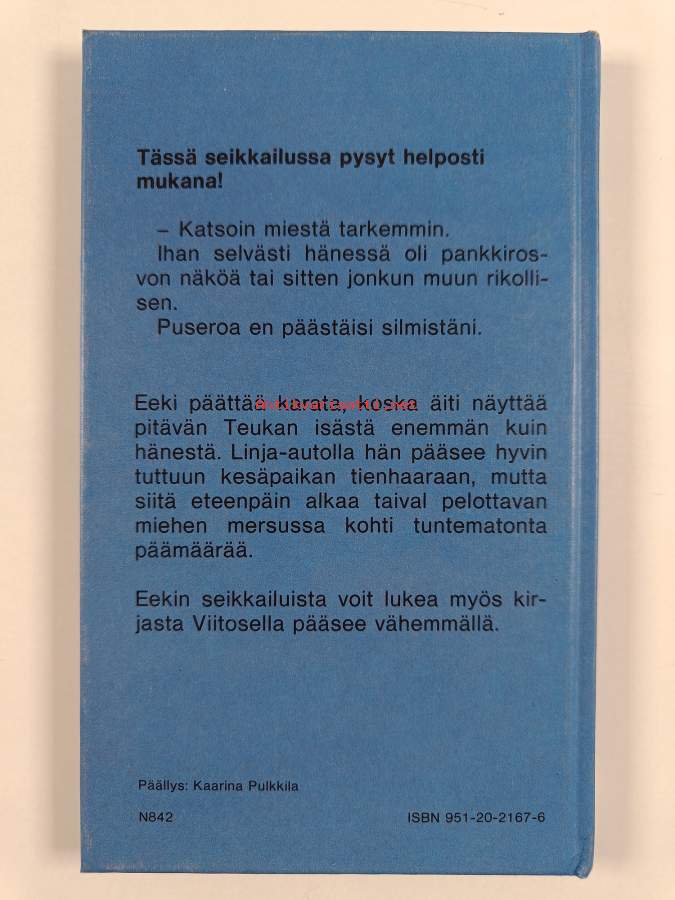 Tässä seikkailussa pysyt helposti
mukana!
– Katsoin miestä tarkemmin.
Ihan selvästi hänessä oli pankkiros-
von näköä tai sitten jonkun muun rikolli-
sen.
Puseroa en päästäisi silmistäni.
Eeki päättää karata, koska äiti näyttää
antikvariaatti.net
pitävän Teukan isästä enemmän kuin
hänestä. Linja-autolla hän pääsee hyvin
tuttuun kesäpaikan tienhaaraan, mutta
siitä eteenpäin alkaa taival pelottavan
miehen mersussa kohti tuntematonta
päämäärää.
Eekin seikkailuista voit lukea myös kir-
jasta Viitosella pääsee vähemmällä.
Päällys: Kaarina Pulkkila
N842 ISBN 951-20-2167-6